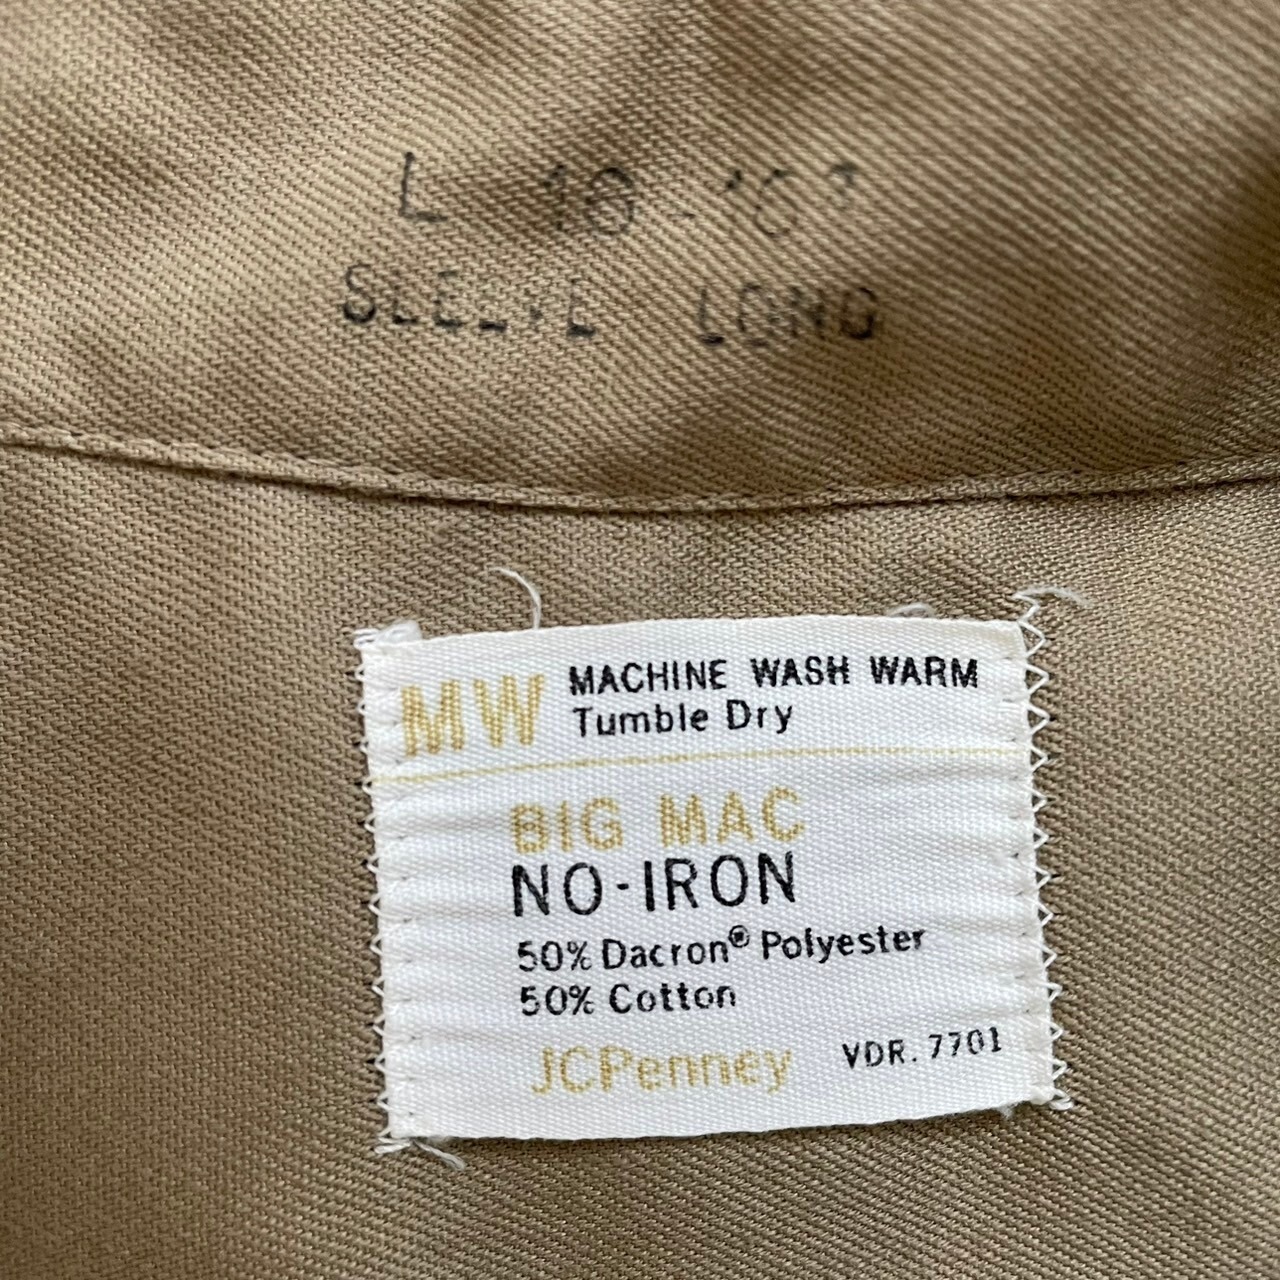 L
SLEEVE LONG
MW MACHINE WASH WARM
Tumble Dry
BIG MAC
NO-IRON
50% Dacron® Polyester
50% Cotton
JCPenney VDR. 7701